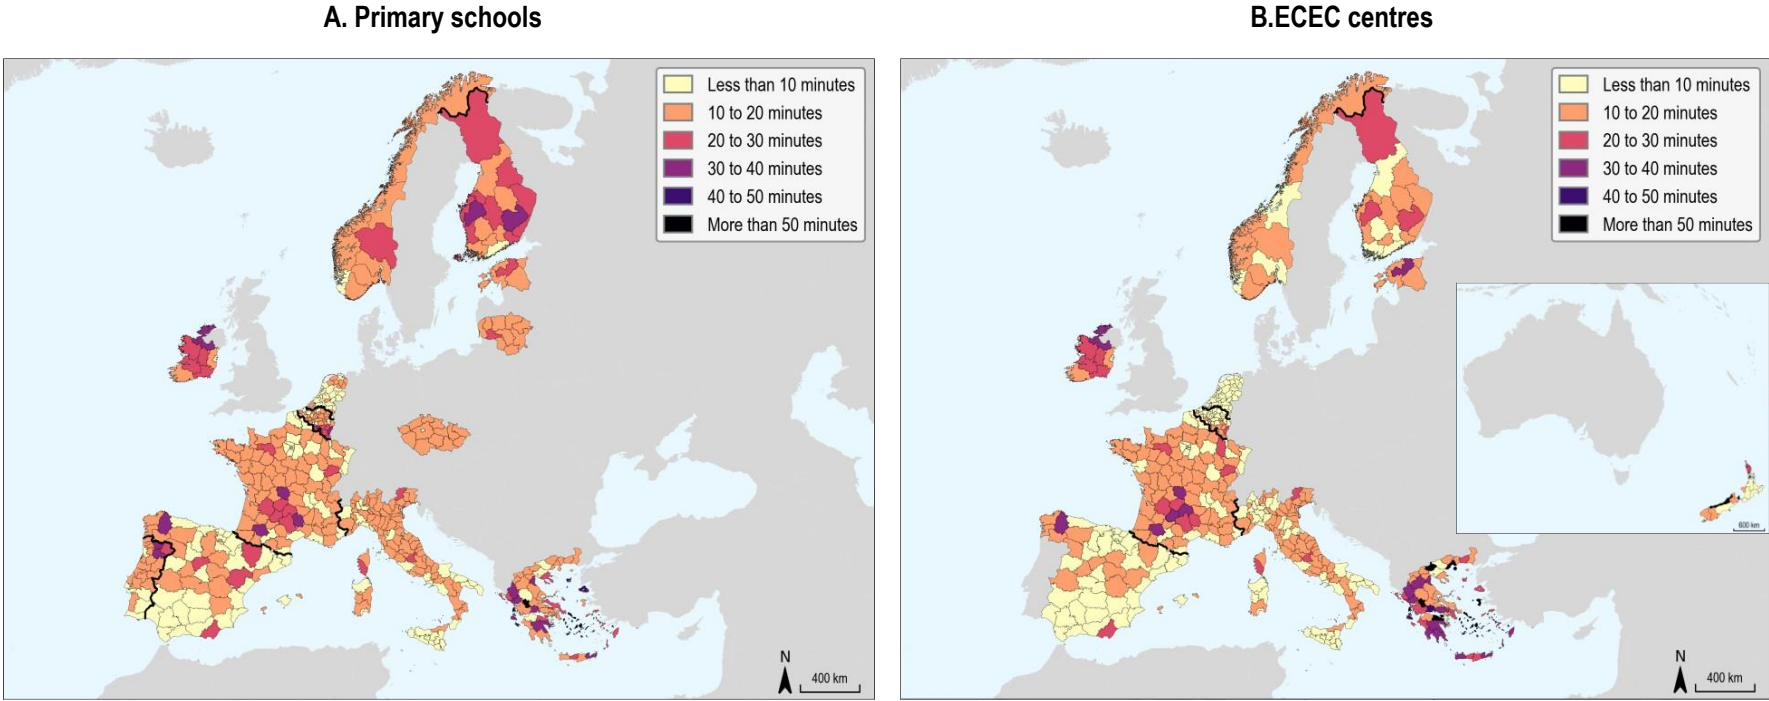 A. Primary schools
B.ECEC centres
Less than 10 minutes
10 to 20 minutes
20 to 30 minutes
30 to 40 minutes
40 to 50 minutes
More than 50 minutes
N
400 km
Less than 10 minutes
10 to 20 minutes
20 to 30 minutes
30 to 40 minutes
40 to 50 minutes
More than 50 minutes
600 km
N
400 km